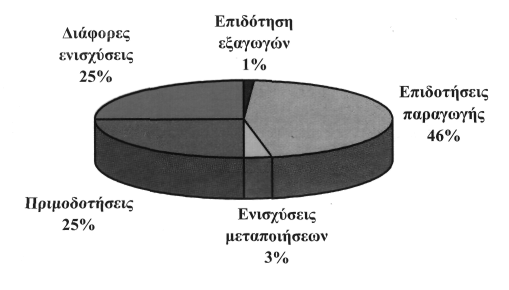 Διάφορες
ενισχύσεις
25%
Επιδότηση
εξαγωγών
1%
Επιδοτήσεις
παραγωγής
46%
Πριμοδοτήσεις
25%
Ενισχύσεις
μεταποιήσεων
3%